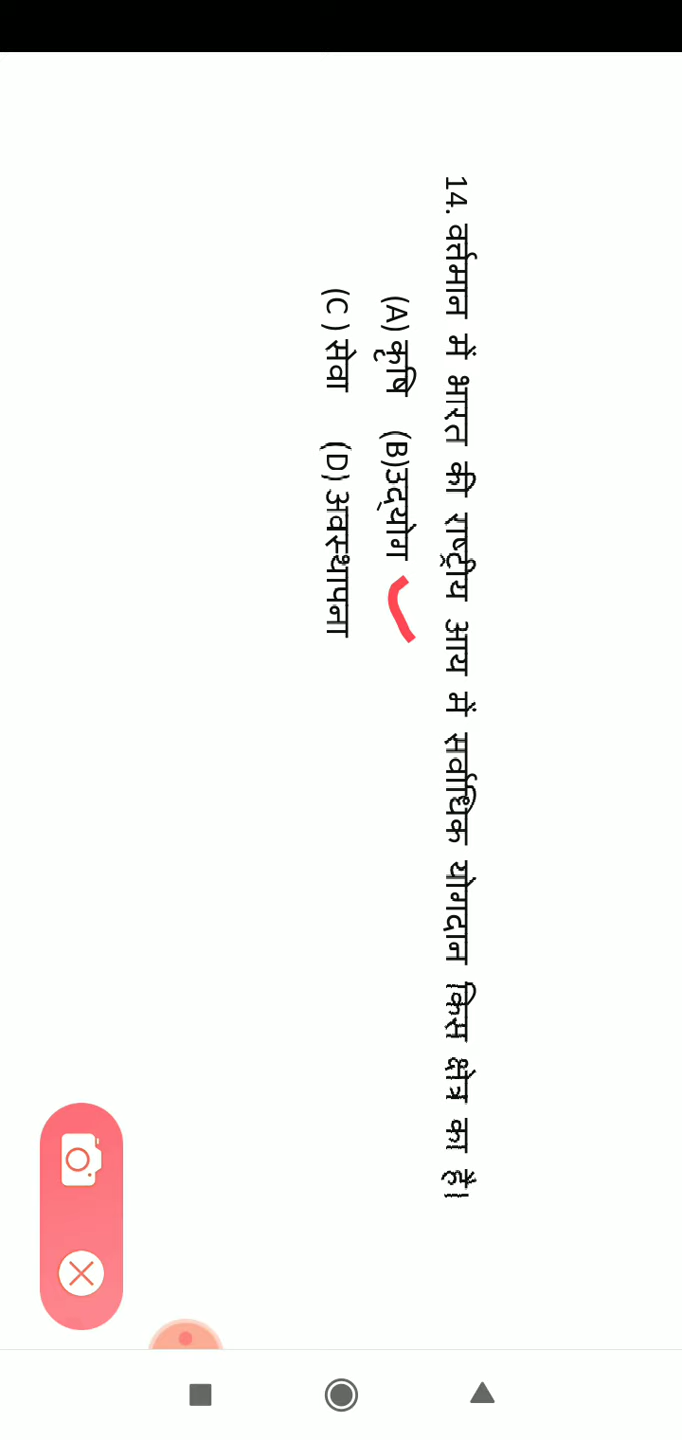 14. वर्त्तमान में भारत की राष्ट्रीय आय में सर्वाधिक योगदान किस क्षेत्र का है।
(A) कृषि (B)उद्योग
(C ) सेवा (D) अवस्थापना